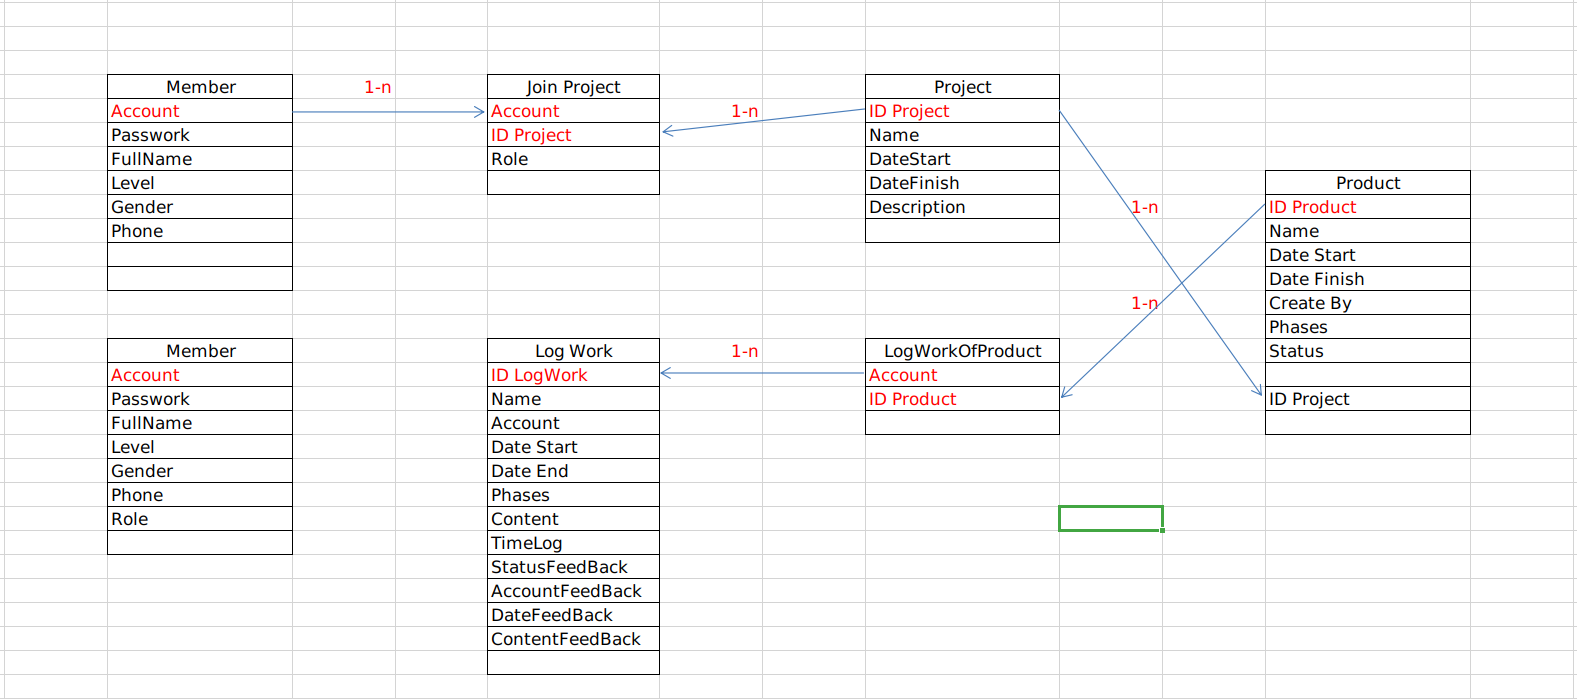 Member
Account
Passwork
FullName
Level
Gender
Phone
1-n
Join Project
Account
ID Project
Role
1-n
Project
ID Project
Name
DateStart
DateFinish
Description
1-n
1-n
Product
ID Product
Name
Date Start
Date Finish
Create By
Phases
Status
ID Project
Member
Account
Passwork
FullName
Level
Gender
Phone
Role
Log Work
ID LogWork
Name
Account
Date Start
Date End
Phases
Content
TimeLog
StatusFeedBack
AccountFeedBack
DateFeedBack
ContentFeedBack
1-n
LogWorkOfProduct
Account
ID Product